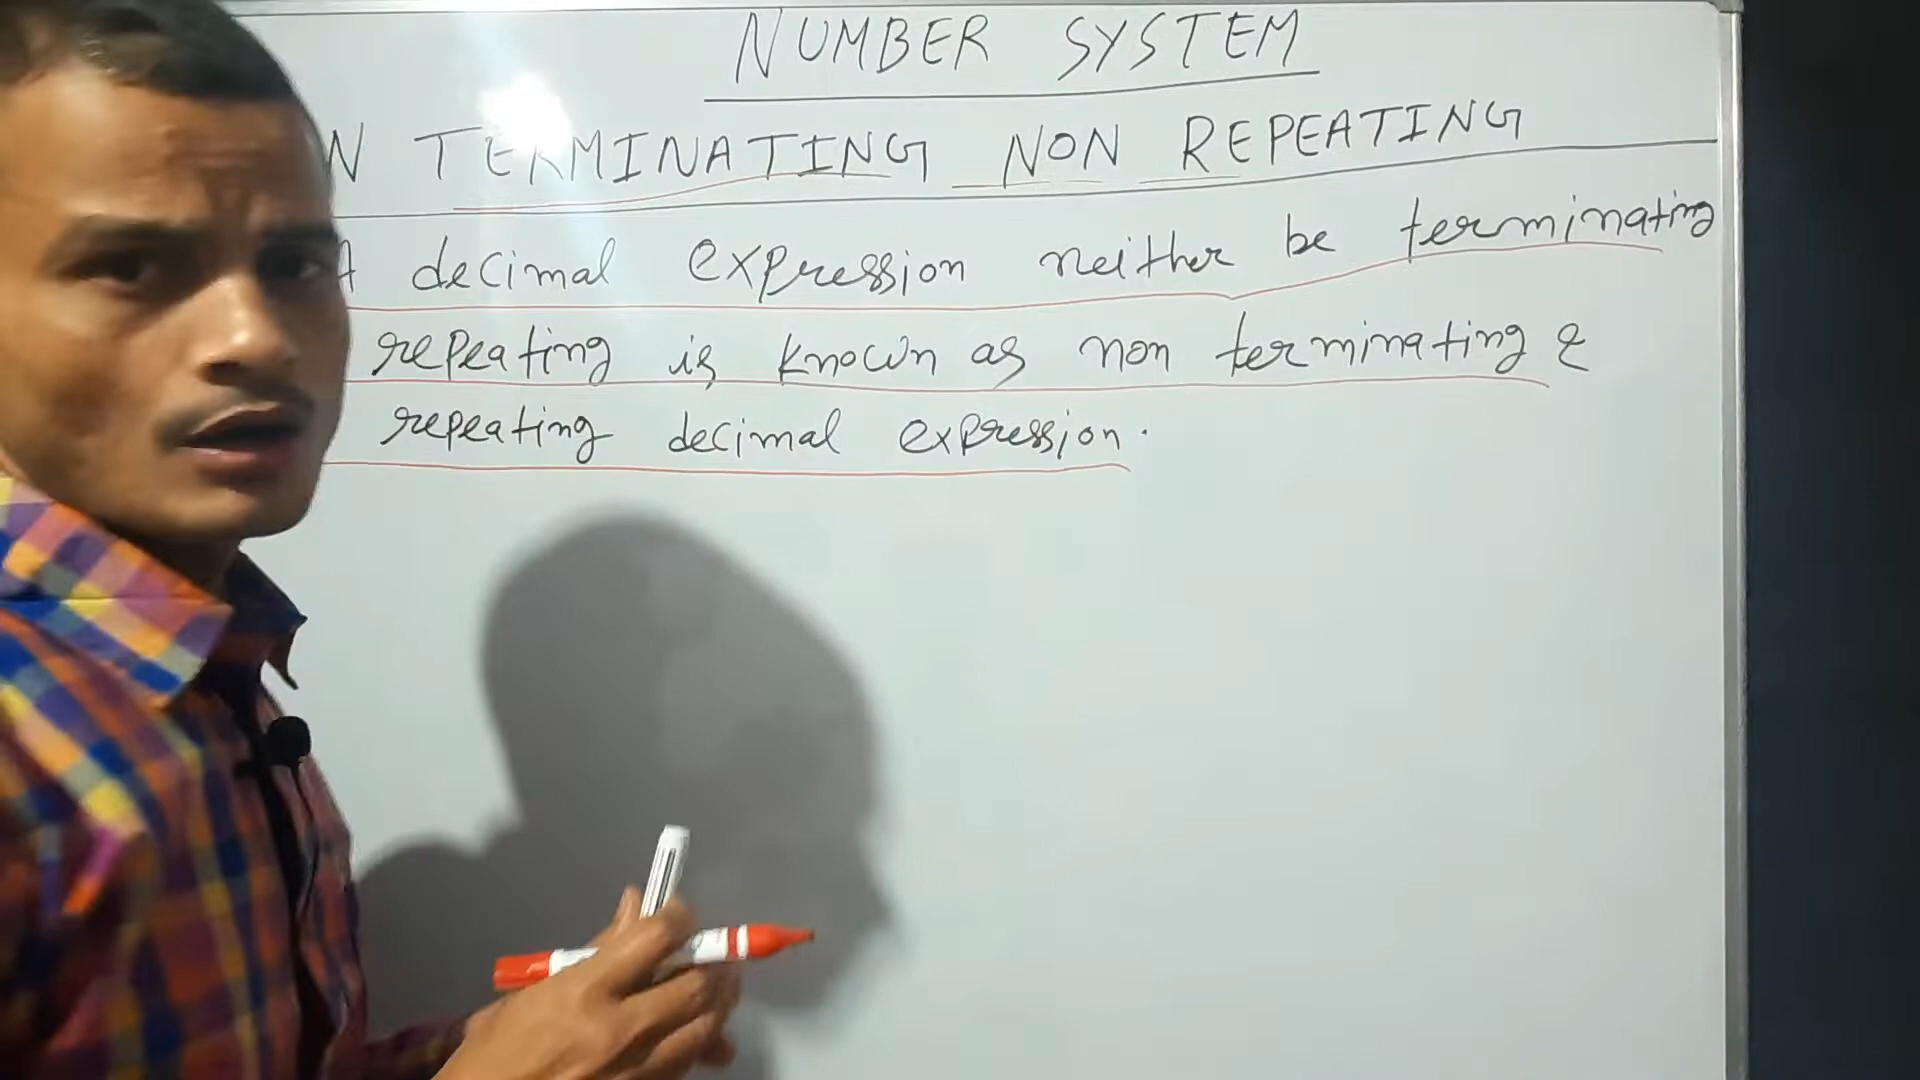 NUMBER SYSTEM
N TERMINATING NON REPEATING
A decimal expression neither be terminating
repeating is known as non terminating &
repeating decimal expression.